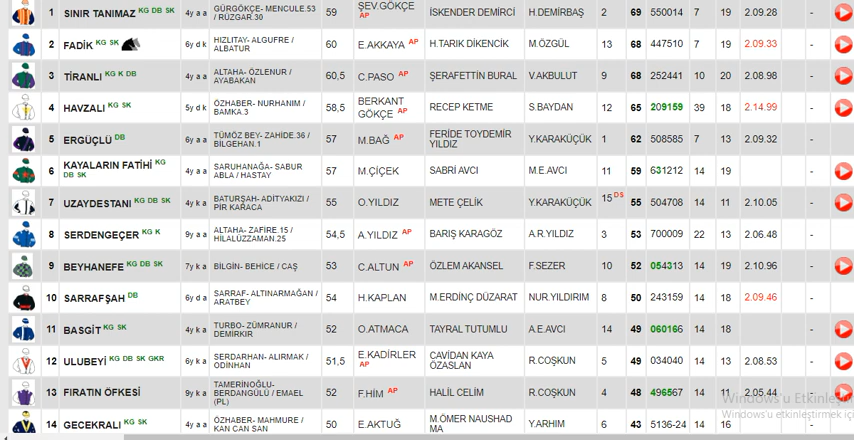 1 SINIR TANIMAZ KG DB SK 4y a a GÜRGÖKÇE- MENCULE.53 / RÜZGAR.30 59 ŞEV.GÖKÇE AP İSKENDER DEMİRCİ H.DEMİRBAŞ 2 69 550014 7 19 2.09.28 -
2 FADİK KG SK 6y d k HIZLITAY- ALGUFRE / ALBATUR 60 E.AKKAYA AP H.TARIK DİKENCİK M.ÖZGÜL 13 68 447510 7 19 2.09.33 -
3 TİRANLI KG K DB 4y a a ALTAHA- ÖZLENUR / AYABAKAN 60,5 C.PASO AP ŞERAFETTİN BURAL V.AKBULUT 9 68 252441 10 20 2.08.98 -
4 HAVZALI KG SK 5y d k ÖZHABER- NURHANIM / BAMKA.3 58,5 BERKANT GÖKÇE AP RECEP KETME S.BAYDAN 12 65 209159 39 18 2.14.99 -
5 ERGÜÇLÜ DB 6y a a TÜMÖZ BEY- ZAHİDE.36 / BİLGEHAN.1 57 M.BAĞ AP FERİDE TOYDEMİR YILDIZ Y.KARAKÜÇÜK 1 62 508585 7 13 2.09.32 -
6 KAYALARIN FATİHİ KG DB SK 4y a a SARUHANAĞA- SABUR ABLA / HASTAY 57 M.ÇİÇEK SABRİ AVCI M.E.AVCI 11 59 631212 14 19 -
7 UZAYDESTANI KG DB SK 4y k a BATURŞAH- ADİTYAKIZI / PİR KARACA 55 O.YILDIZ METE ÇELİK Y.KARAKÜÇÜK 15 DS 55 504708 14 11 2.10.05 -
8 SERDENGEÇER KG K 9y a a ALTAHA- ZAFİRE.15 / HİLALÜZZAMAN.25 54,5 A.YILDIZ AP BARIŞ KARAGÖZ A.R.YILDIZ 3 53 700009 22 13 2.06.48 -
9 BEYHANEFE KG DB SK 7y k a BİLGİN- BEHİCE / CAŞ 53 C.ALTUN AP ÖZLEM AKANSEL F.SEZER 10 52 054313 14 19 2.10.96 -
10 SARRAFŞAH DB 6y d a SARRAF- ALTINARMAĞAN / ARATBEY 54 H.KAPLAN M.ERDİNÇ DÜZARAT NUR.YILDIRIM 8 50 243159 14 18 2.09.46 -
11 BASGİT KG SK 4y k a TURBO- ZÜMRANUR / DEMİRKIR 52 O.ATMACA TAYRAL TUTUMLU A.E.AVCI 14 49 060166 14 18 -
12 ULUBEYİ KG DB SK GKR 6y k a SERDARHAN- ALIRMAK / ODİNHAN 51,5 E.KADİRLER AP CAVİDAN KAYA ÖZASLAN R.COŞKUN 5 49 034040 14 13 2.08.53 -
13 FIRATIN ÖFKESİ 9y k a TAMERİNOĞLU- BERDANGÜLÜ / EMAEL (PL) 52 F.HİM AP HALİL CELİM R.COŞKUN 4 48 496567 14 11 2.05.44 -
14 GECEKRALI KG SK 4y a a ÖZHABER- MAHMURE / KAN CAN SAN 50 E.AKTUĞ M.ÖMER NAUSHAD MA Y.ARHIM 6 43 5136-24 14 16 -
Windows'u Etkinleştir
Windows'u etkinleştirmek içi